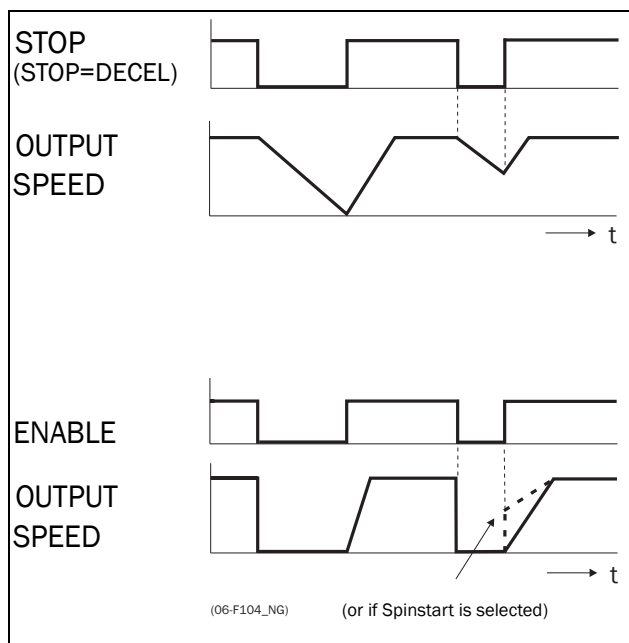 STOP
(STOP=DECEL)
OUTPUT
SPEED
t
ENABLE
OUTPUT
SPEED
t
(06-F104_NG)
(or if Spinstart is selected)